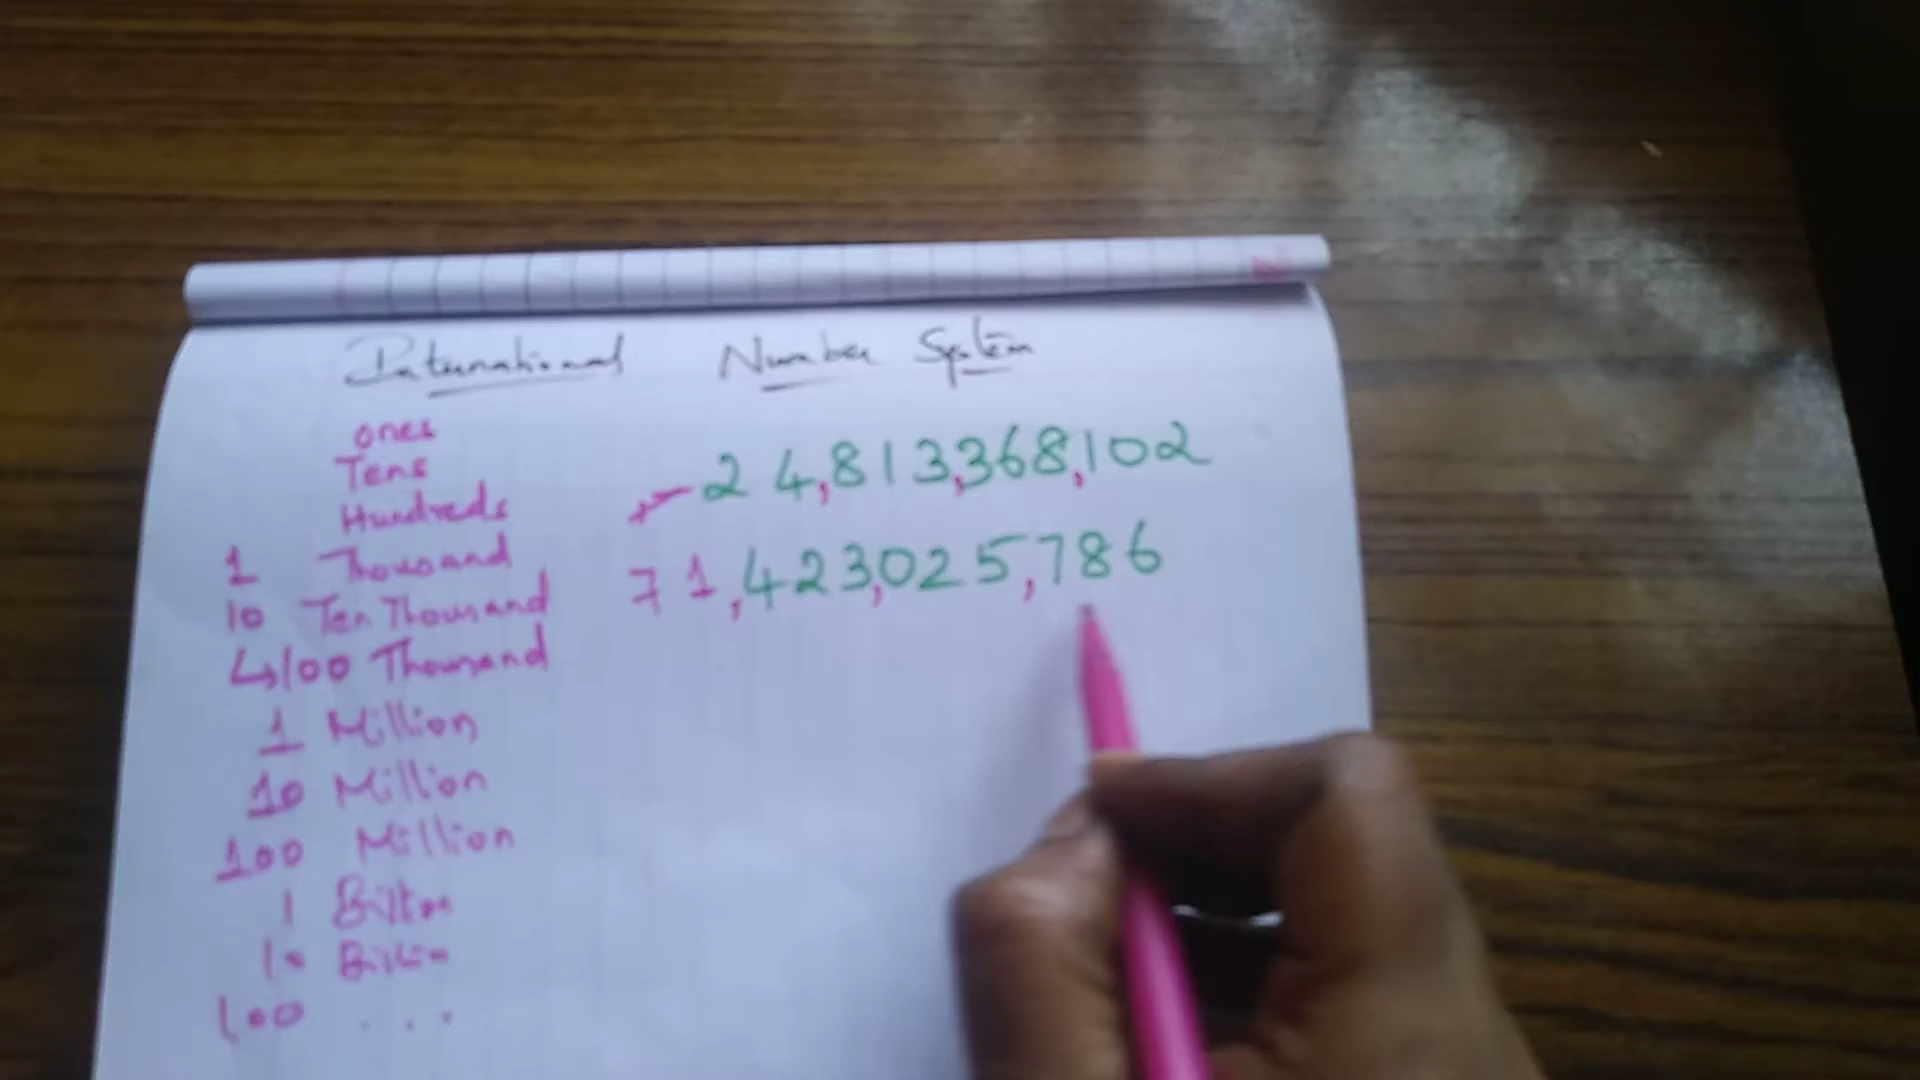 International Number System
ones
Tens
Hundreds
1 Thousand
10 Ten Thousand
100 Thousand
1 Million
10 Million
100 Million
1 Billion
10 Billion
100 ...
24,813,368,102
71,423,025,786